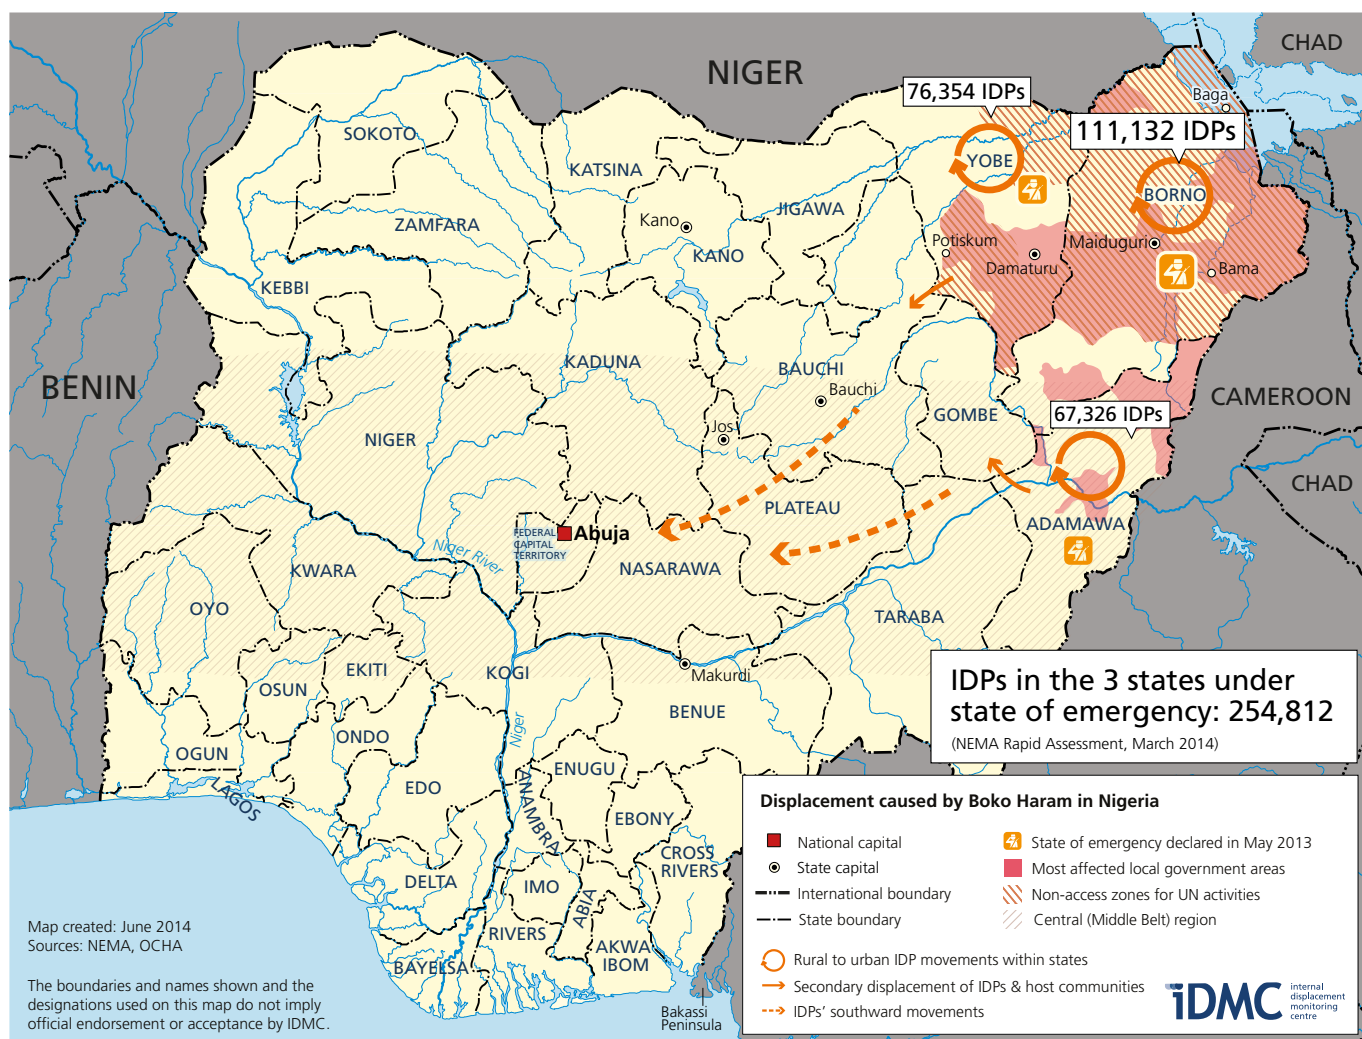 NIGER
CHAD
76,354 IDPs
Baga
111,132 IDPs
SOKOTO
YOBE
KATSINA
BORNO
JIGAWA
ZAMFARA
Kano
KANO
Potiskum
Maiduguri
Damaturu
Bama
KEBBI
KADUNA
BAUCHI
BENIN
Bauchi
CAMEROON
GOMBE
67,326 IDPs
Jos
NIGER
CHAD
PLATEAU
ADAMAWA
FEDERAL
CAPITAL
TERRITORY
Abuja
Niger River
KWARA
NASARAWA
OYO
TARABA
EKITI
KOGI
Makurdi
OSUN
BENUE
IDPs in the 3 states under
state of emergency: 254,812
(NEMA Rapid Assessment, March 2014)
Niger
ONDO
OGUN
ENUGU
EDO
LAGOS
ANAMBRA
EBONY
CROSS
RIVERS
DELTA
IMO
ABIA
RIVERS
AKWA
IBOM
BAYELSA
Bakassi
Peninsula
Displacement caused by Boko Haram in Nigeria
National capital
State capital
International boundary
State boundary
State of emergency declared in May 2013
Most affected local government areas
Non-access zones for UN activities
Central (Middle Belt) region
Rural to urban IDP movements within states
Secondary displacement of IDPs & host communities
IDPs' southward movements
iDMC
internal
displacement
monitoring
centre
Map created: June 2014
Sources: NEMA, OCHA
The boundaries and names shown and the
designations used on this map do not imply
official endorsement or acceptance by IDMC.